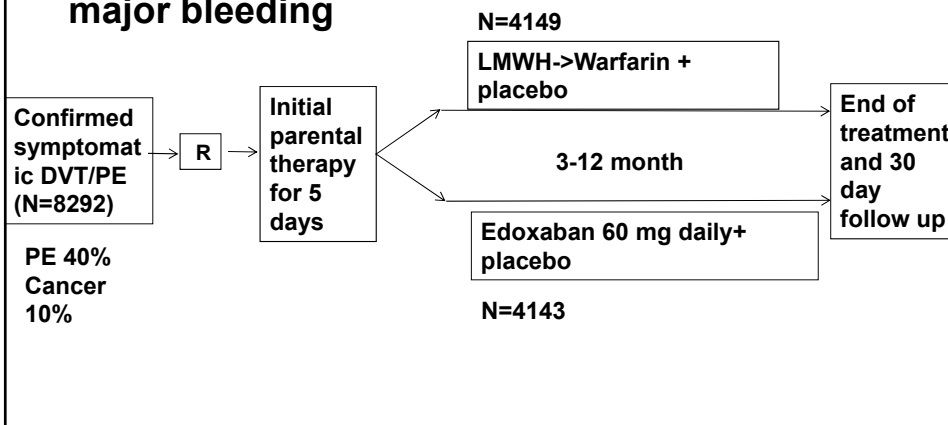 major bleeding
N=4149
LMWH->Warfarin +
placebo
Confirmed
symptomat
ic DVT/PE
(N=8292)
R
Initial
parental
therapy
for 5
days
3-12 month
End of
treatment
and 30
day
follow up
Edoxaban 60 mg daily+
placebo
N=4143
PE 40%
Cancer
10%